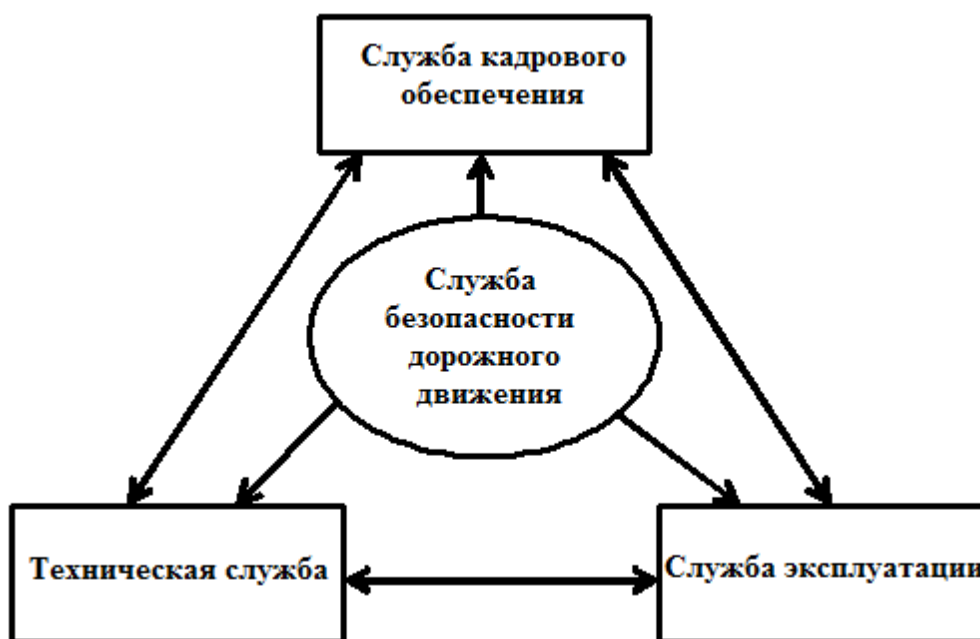 Служба кадрового
обеспечения
Служба
безопасности
дорожного
движения
Техническая служба
Служба эксплуатации